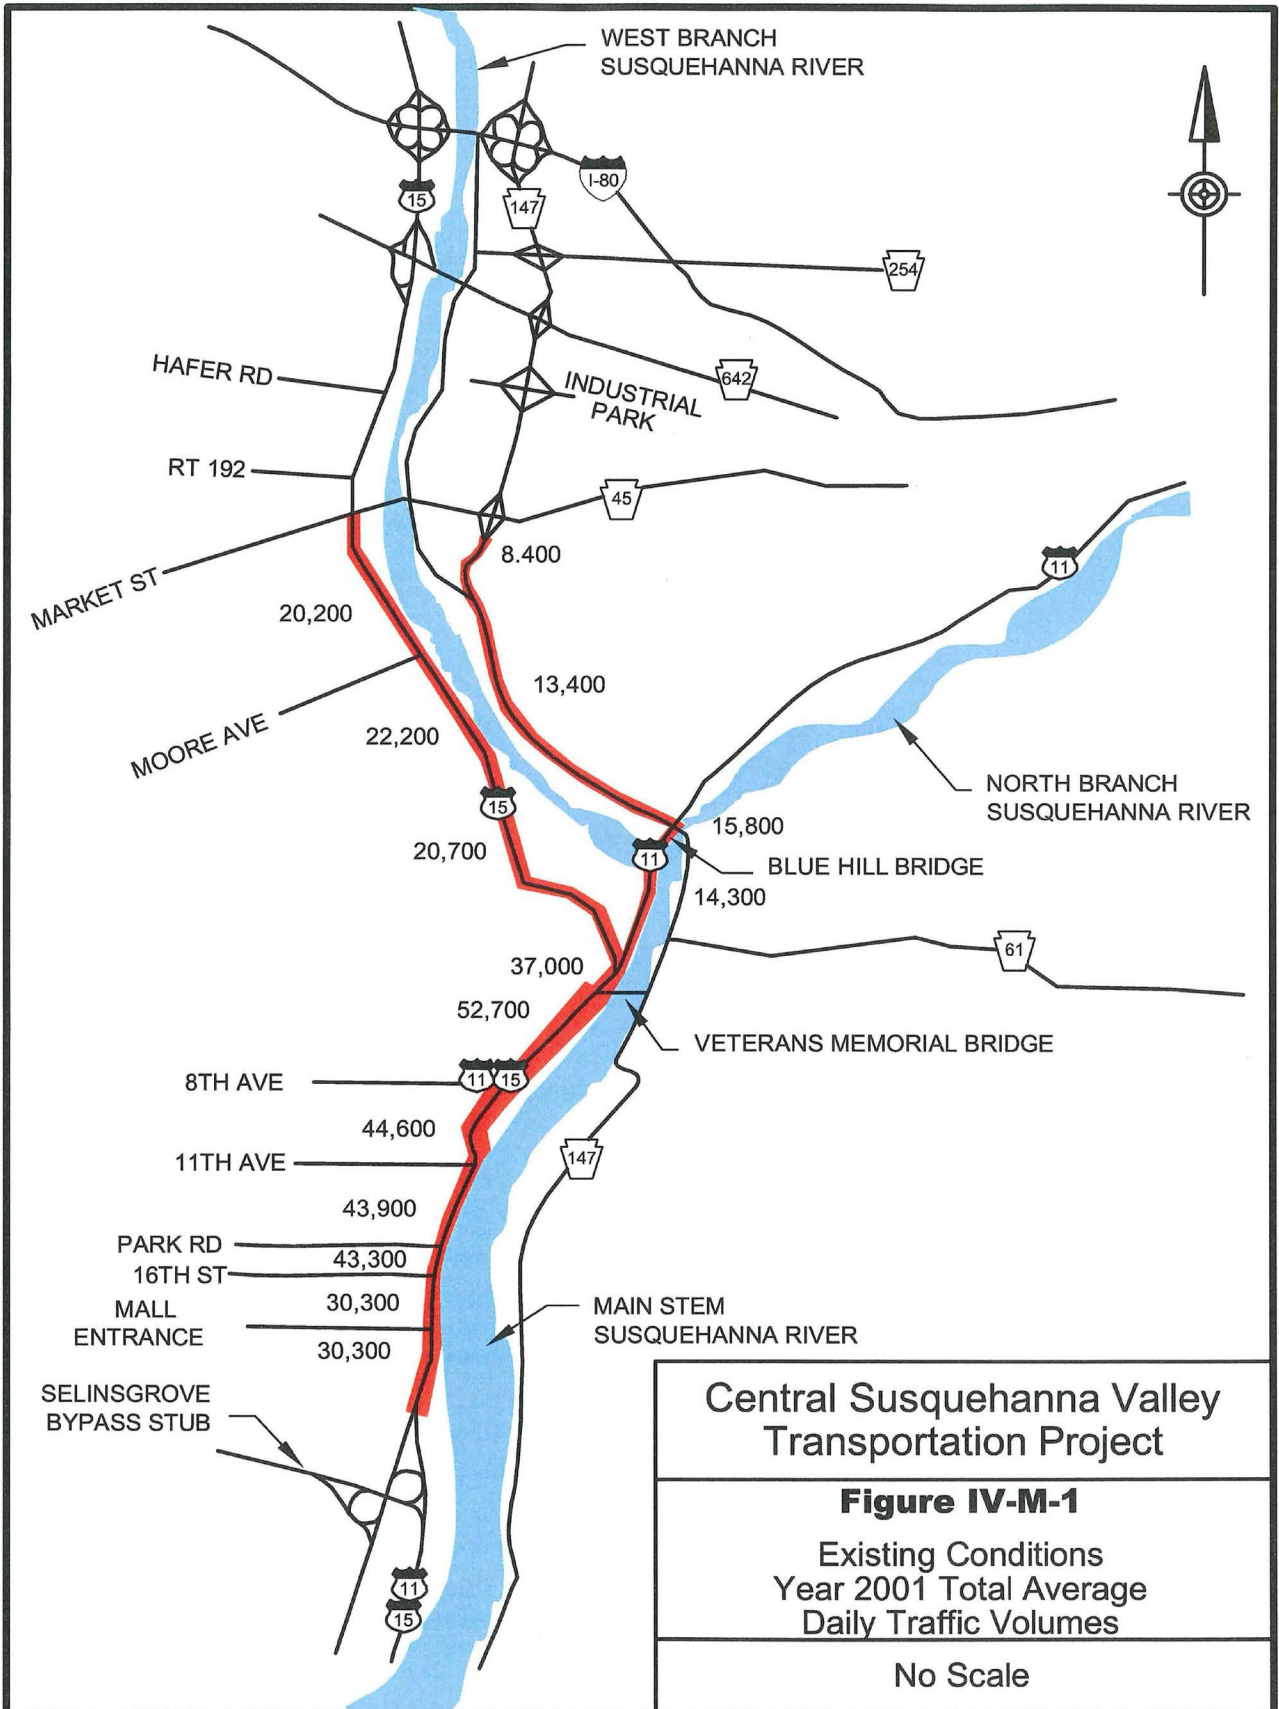 WEST BRANCH
SUSQUEHANNA RIVER
I-80
15
147
254
HAFER RD
642
INDUSTRIAL
PARK
RT 192
45
8.400
11
MARKET ST
20,200
13,400
MOORE AVE
22,200
NORTH BRANCH
SUSQUEHANNA RIVER
15
15,800
20,700
11
BLUE HILL BRIDGE
14,300
61
37,000
52,700
VETERANS MEMORIAL BRIDGE
8TH AVE
11 15
44,600
11TH AVE
147
43,900
PARK RD
43,300
16TH ST
30,300
MALL
ENTRANCE
MAIN STEM
SUSQUEHANNA RIVER
30,300
SELINSGROVE
BYPASS STUB
11
15
Central Susquehanna Valley
Transportation Project
Figure IV-M-1
Existing Conditions
Year 2001 Total Average
Daily Traffic Volumes
No Scale